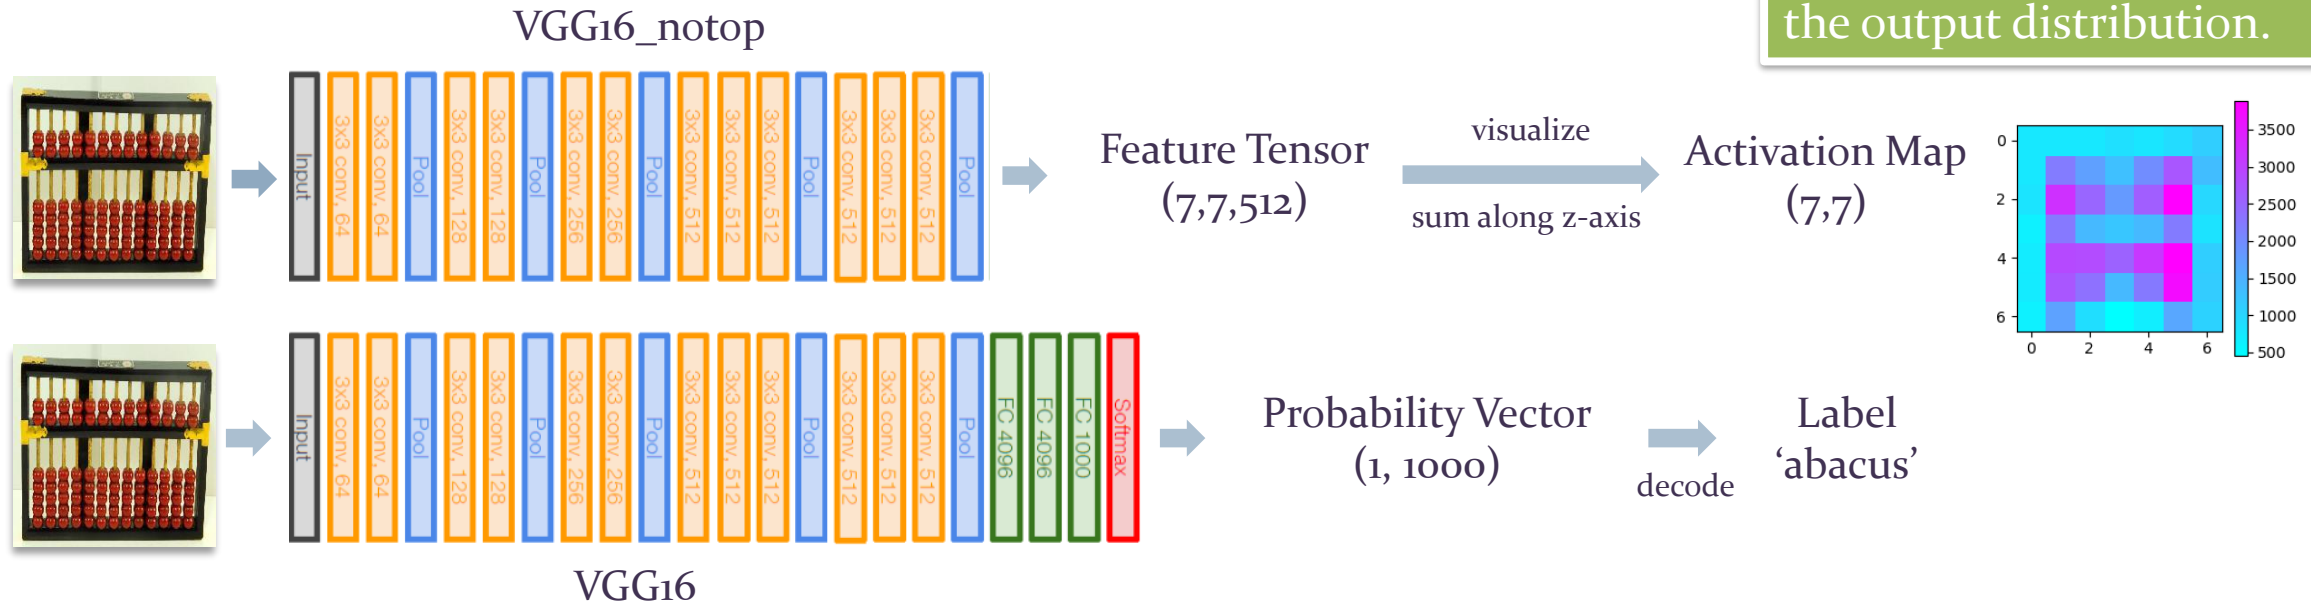 the output distribution.
VGG16_notop
Input
3x3 conv, 64
3x3 conv, 64
Pool
3x3 conv, 128
3x3 conv, 128
Pool
3x3 conv, 256
3x3 conv, 256
Pool
3x3 conv, 512
3x3 conv, 512
3x3 conv, 512
Pool
3x3 conv, 512
3x3 conv, 512
3x3 conv, 512
Pool
Feature Tensor
(7,7,512)
visualize
sum along z-axis
Activation Map
(7,7)
0
2
4
6
0
2
4
6
3500
3000
2500
2000
1500
1000
500
Input
3x3 conv, 64
3x3 conv, 64
Pool
3x3 conv, 128
3x3 conv, 128
Pool
3x3 conv, 256
3x3 conv, 256
Pool
3x3 conv, 512
3x3 conv, 512
3x3 conv, 512
Pool
3x3 conv, 512
3x3 conv, 512
3x3 conv, 512
Pool
FC 4096
FC 4096
FC 1000
Softmax
Probability Vector
(1, 1000)
decode
Label
‘abacus’
VGG16